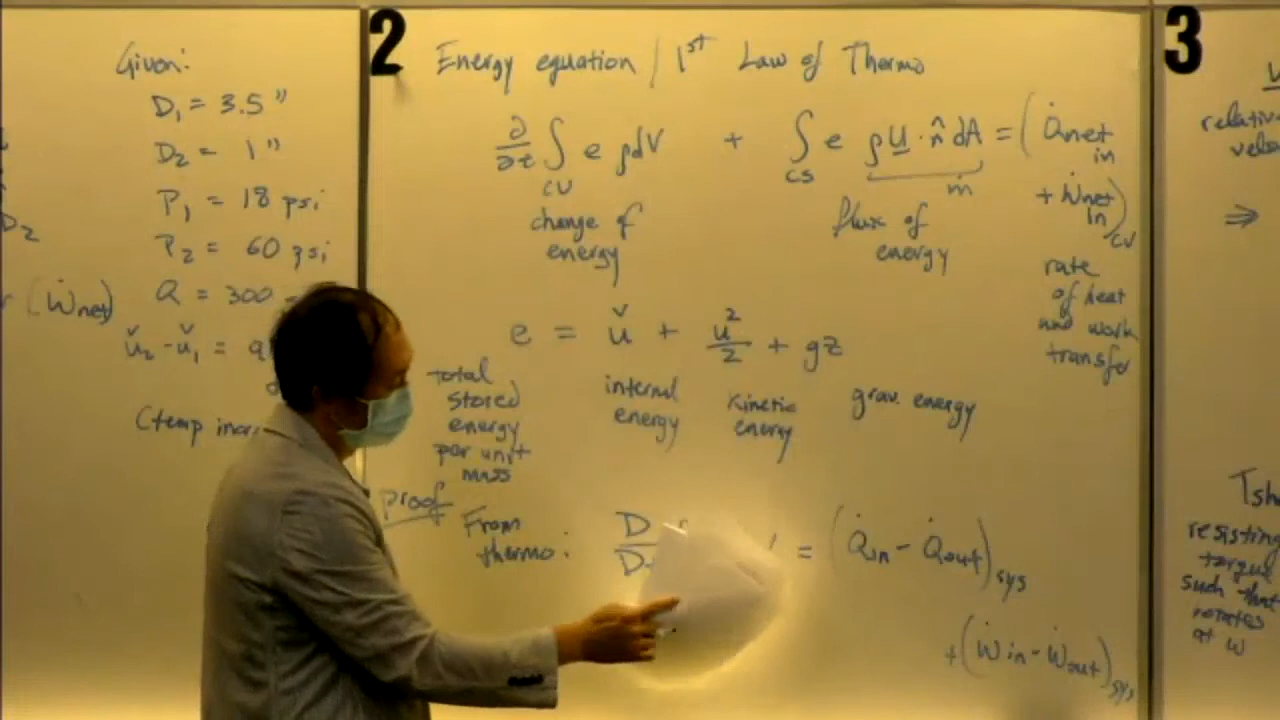 Given:
D₁ = 3.5 "
D₂ = 1 "
P₁ = 18 psi
P₂ = 60 psi
Q = 300
ǔ₂ - ǔ₁ = q
(temp incr
D₂
(Ẇnet)
2
Energy equation / 1st Law of Thermo
∂/∂t ∫cv e ρdV + ∫cs e ρU · n̂ dA = (Q̇net in
ṁ
+ Ẇnet in)cv
change of
energy
flux of
energy
rate
of heat
and work
transfer
e = ǔ + u²/2 + gz
total
stored
energy
per unit
mass
internal
energy
kinetic
energy
grav. energy
proof
From
thermo:
D/D = (Q̇in - Q̇out)sys
+ (Ẇin - Ẇout)sys
3
relative
velo
⇒
Tsh
resisting
torque
such that
rotates
at ω